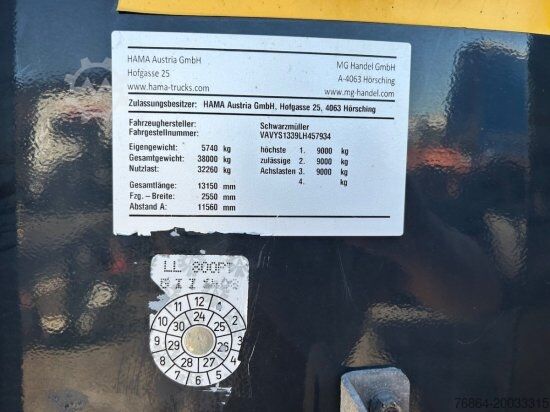 HAMA Austria GmbH MG Handel GmbH
Hofgasse 25 A-4063 Hörsching
www.hama-trucks.com www.mg-handel.com
Zulassungsbesitzer: HAMA Austria GmbH, Hofgasse 25, 4063 Hörsching
Fahrzeughersteller: Schwarzmüller
Fahrgestellnummer: VAVYS1339LH457934
Eigengewicht: 5740 kg höchste 1. 9000 kg
Gesamtgewicht: 38000 kg zulässige 2. 9000 kg
Nutzlast: 32260 kg Achslasten 3. 9000 kg
4. kg
Gesamtlänge: 13150 mm
Fzg. – Breite: 2550 mm
Abstand A: 11560 mm
LL 800PT
11 12 1 2 3 4 5 6 7 8 9 10
24 25 26 27 28 29 30
76864-20033315